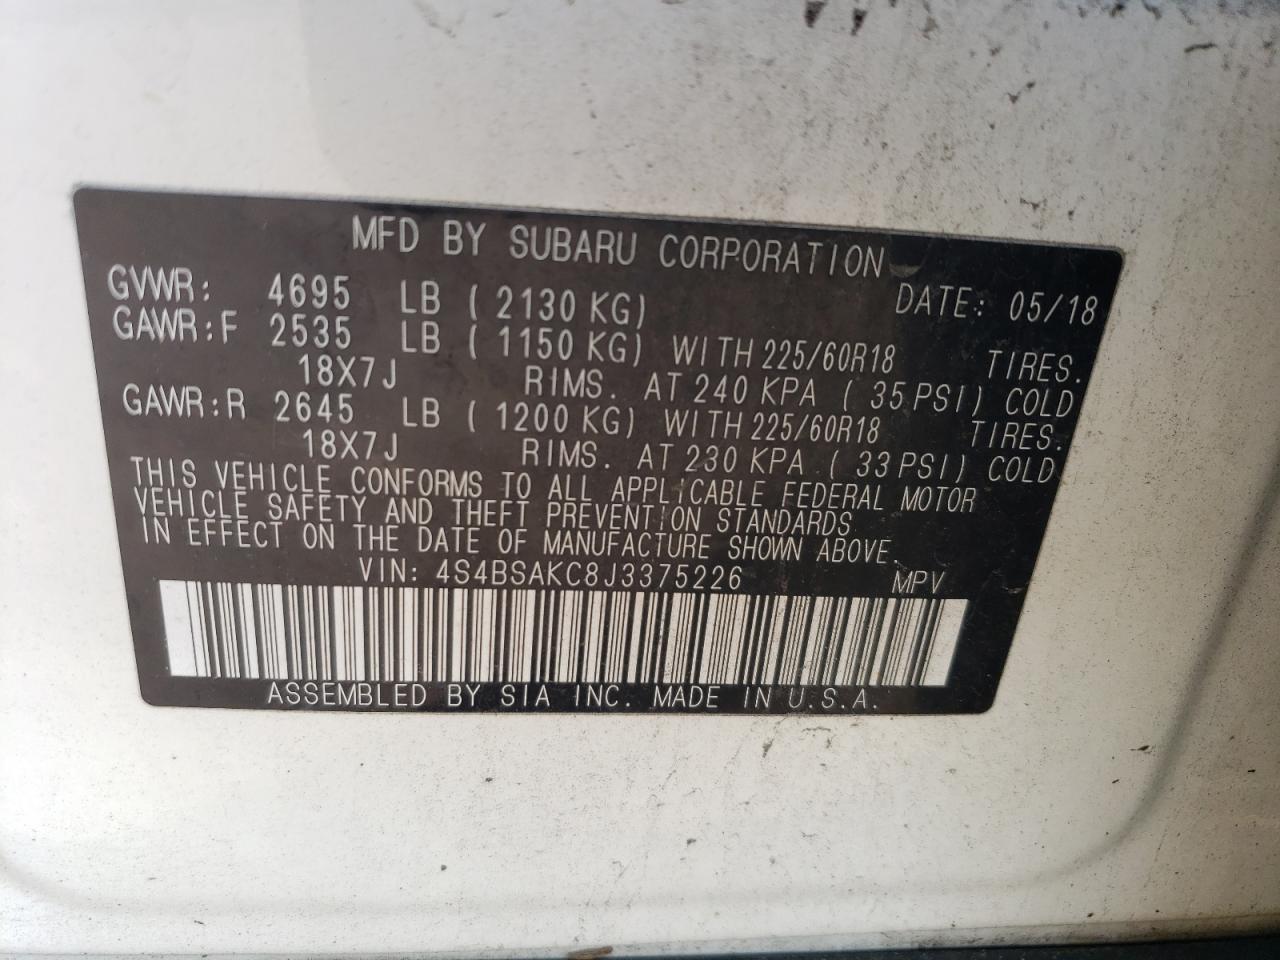 MFD BY SUBARU CORPORATION
GVWR: 4695 LB ( 2130 KG) DATE: 05/18
GAWR:F 2535 LB ( 1150 KG) WITH 225/60R18 TIRES.
18X7J RIMS. AT 240 KPA ( 35 PSI) COLD
GAWR:R 2645 LB ( 1200 KG) WITH 225/60R18 TIRES.
18X7J RIMS. AT 230 KPA ( 33 PSI) COLD
THIS VEHICLE CONFORMS TO ALL APPLICABLE FEDERAL MOTOR
VEHICLE SAFETY AND THEFT PREVENTION STANDARDS
IN EFFECT ON THE DATE OF MANUFACTURE SHOWN ABOVE.
VIN: 4S4BSAKC8J3375226 MPV
ASSEMBLED BY SIA INC. MADE IN U.S.A.